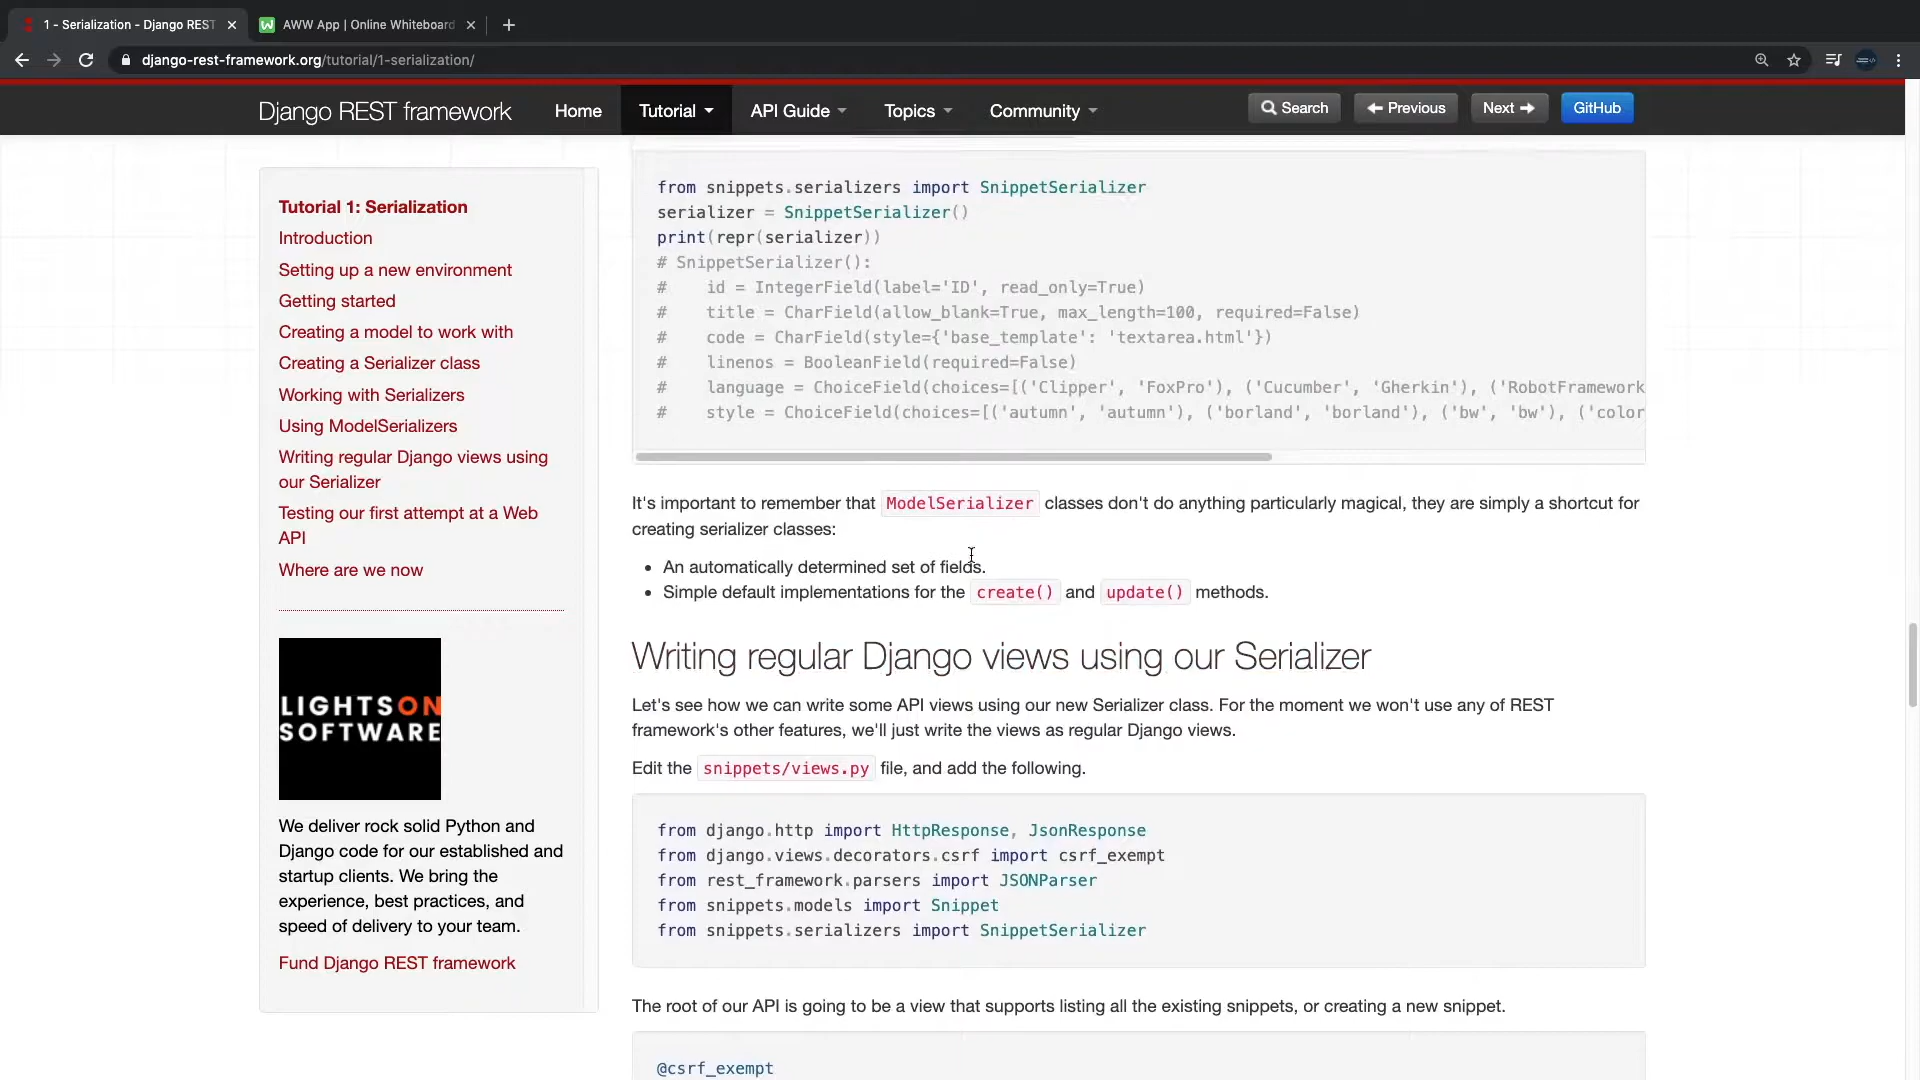 1 - Serialization - Django REST
AWW App | Online Whiteboard
django-rest-framework.org/tutorial/1-serialization/
Django REST framework
Home
Tutorial
API Guide
Topics
Community
Search
Previous
Next
GitHub
Tutorial 1: Serialization
Introduction
Setting up a new environment
Getting started
Creating a model to work with
Creating a Serializer class
Working with Serializers
Using ModelSerializers
Writing regular Django views using
our Serializer
Testing our first attempt at a Web
API
Where are we now
LIGHTSON
SOFTWARE
We deliver rock solid Python and
Django code for our established and
startup clients. We bring the
experience, best practices, and
speed of delivery to your team.
Fund Django REST framework
from snippets.serializers import SnippetSerializer
serializer = SnippetSerializer()
print(repr(serializer))
# SnippetSerializer():
#    id = IntegerField(label='ID', read_only=True)
#    title = CharField(allow_blank=True, max_length=100, required=False)
#    code = CharField(style={'base_template': 'textarea.html'})
#    linenos = BooleanField(required=False)
#    language = ChoiceField(choices=[('Clipper', 'FoxPro'), ('Cucumber', 'Gherkin'), ('RobotFramework
#    style = ChoiceField(choices=[('autumn', 'autumn'), ('borland', 'borland'), ('bw', 'bw'), ('color
It's important to remember that ModelSerializer classes don't do anything particularly magical, they are simply a shortcut for
creating serializer classes:
• An automatically determined set of fields.
• Simple default implementations for the create() and update() methods.
Writing regular Django views using our Serializer
Let's see how we can write some API views using our new Serializer class. For the moment we won't use any of REST
framework's other features, we'll just write the views as regular Django views.
Edit the snippets/views.py file, and add the following.
from django.http import HttpResponse, JsonResponse
from django.views.decorators.csrf import csrf_exempt
from rest_framework.parsers import JSONParser
from snippets.models import Snippet
from snippets.serializers import SnippetSerializer
The root of our API is going to be a view that supports listing all the existing snippets, or creating a new snippet.
@csrf_exempt